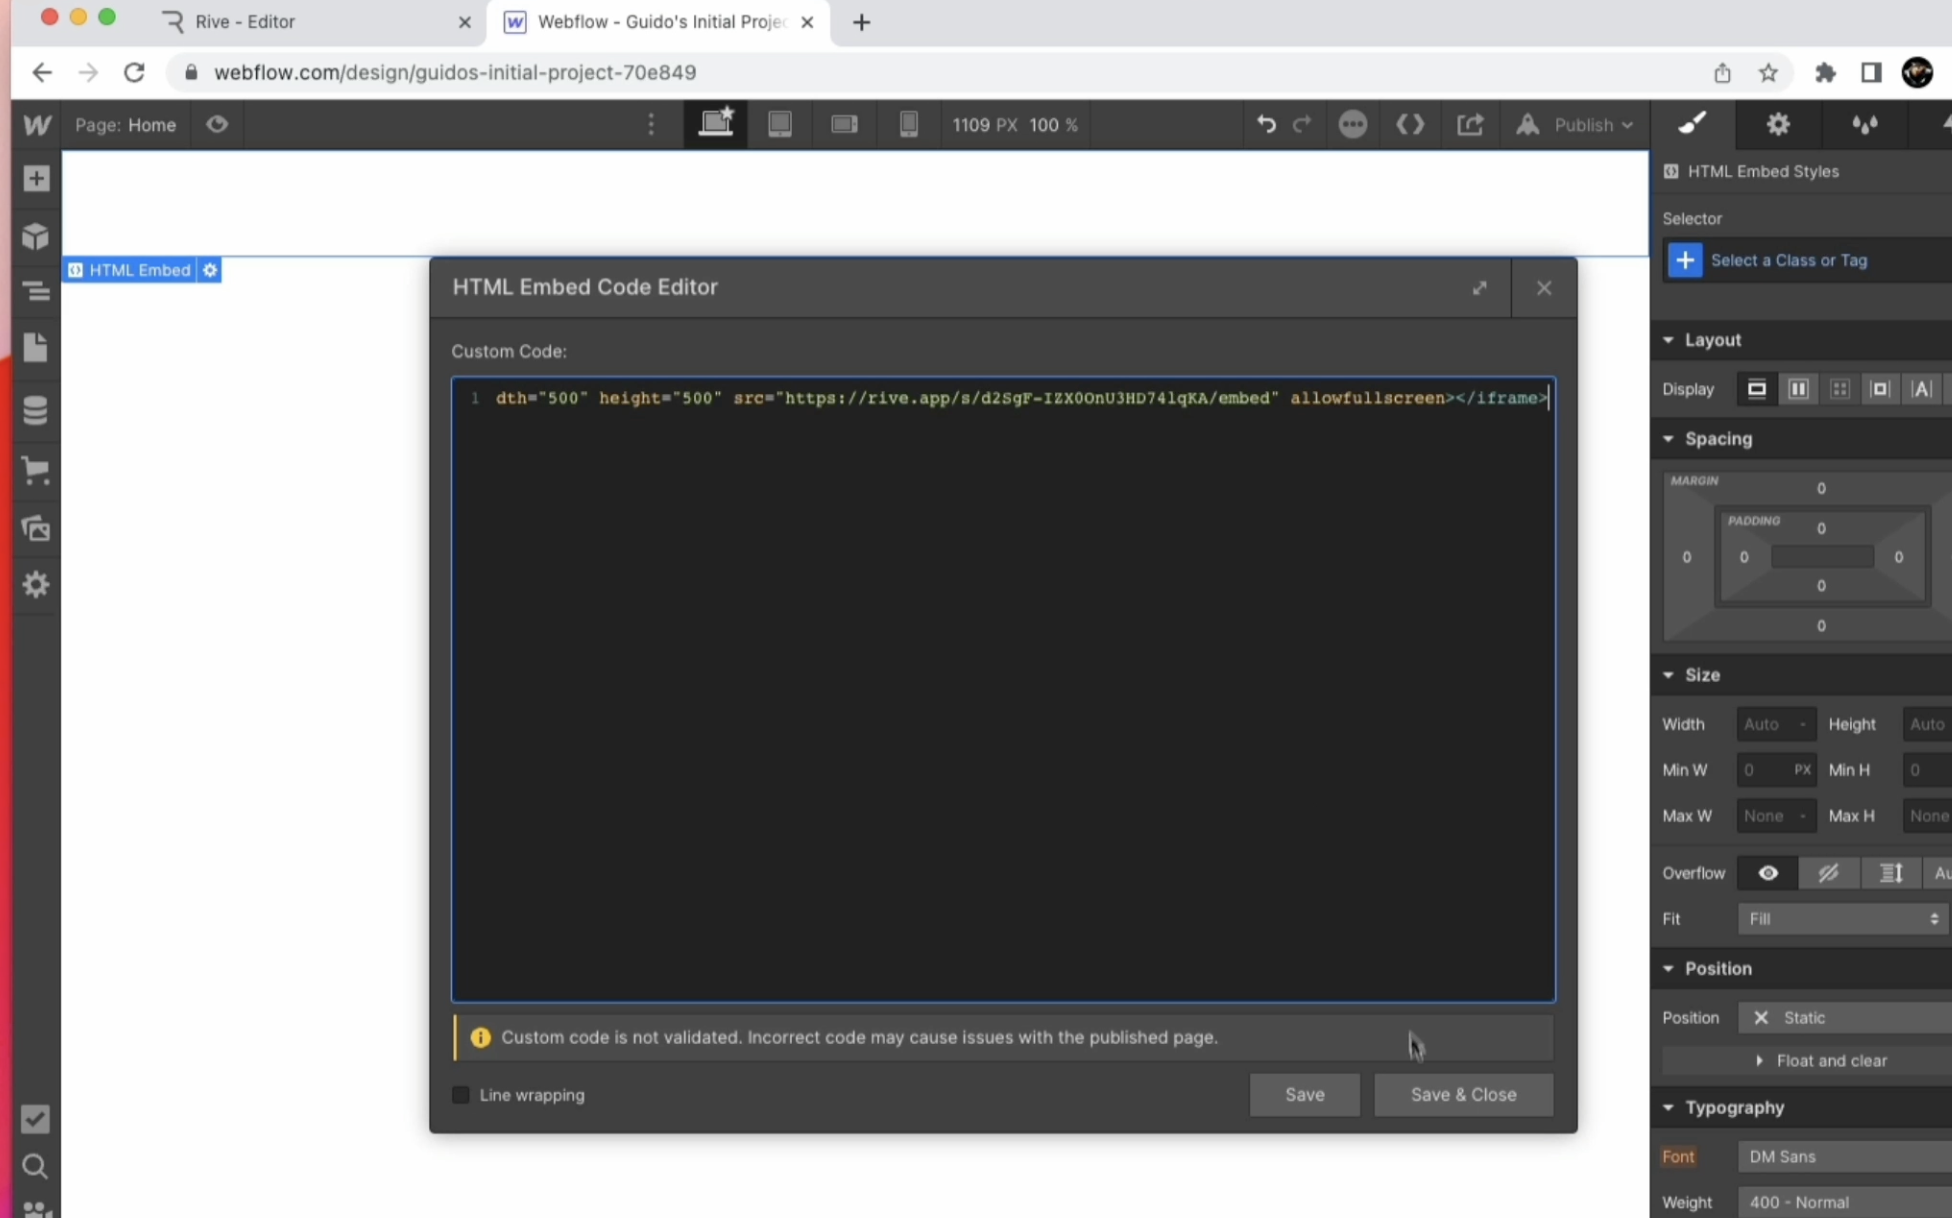 Rive - Editor
Webflow - Guido's Initial Projec
webflow.com/design/guidos-initial-project-70e849
Page: Home
1109 PX 100 %
Publish
HTML Embed Styles
Selector
Select a Class or Tag
HTML Embed
HTML Embed Code Editor
Custom Code:
1 dth="500" height="500" src="https://rive.app/s/d2SgF-IZX0OnU3HD74lqKA/embed" allowfullscreen></iframe>
Custom code is not validated. Incorrect code may cause issues with the published page.
Line wrapping
Save
Save & Close
Layout
Display
Spacing
MARGIN
0
PADDING
0
0 0 0
0
0
Size
Width Auto - Height Auto
Min W 0 PX Min H 0
Max W None - Max H None
Overflow Au
Fit Fill
Position
Position Static
Float and clear
Typography
Font DM Sans
Weight 400 - Normal